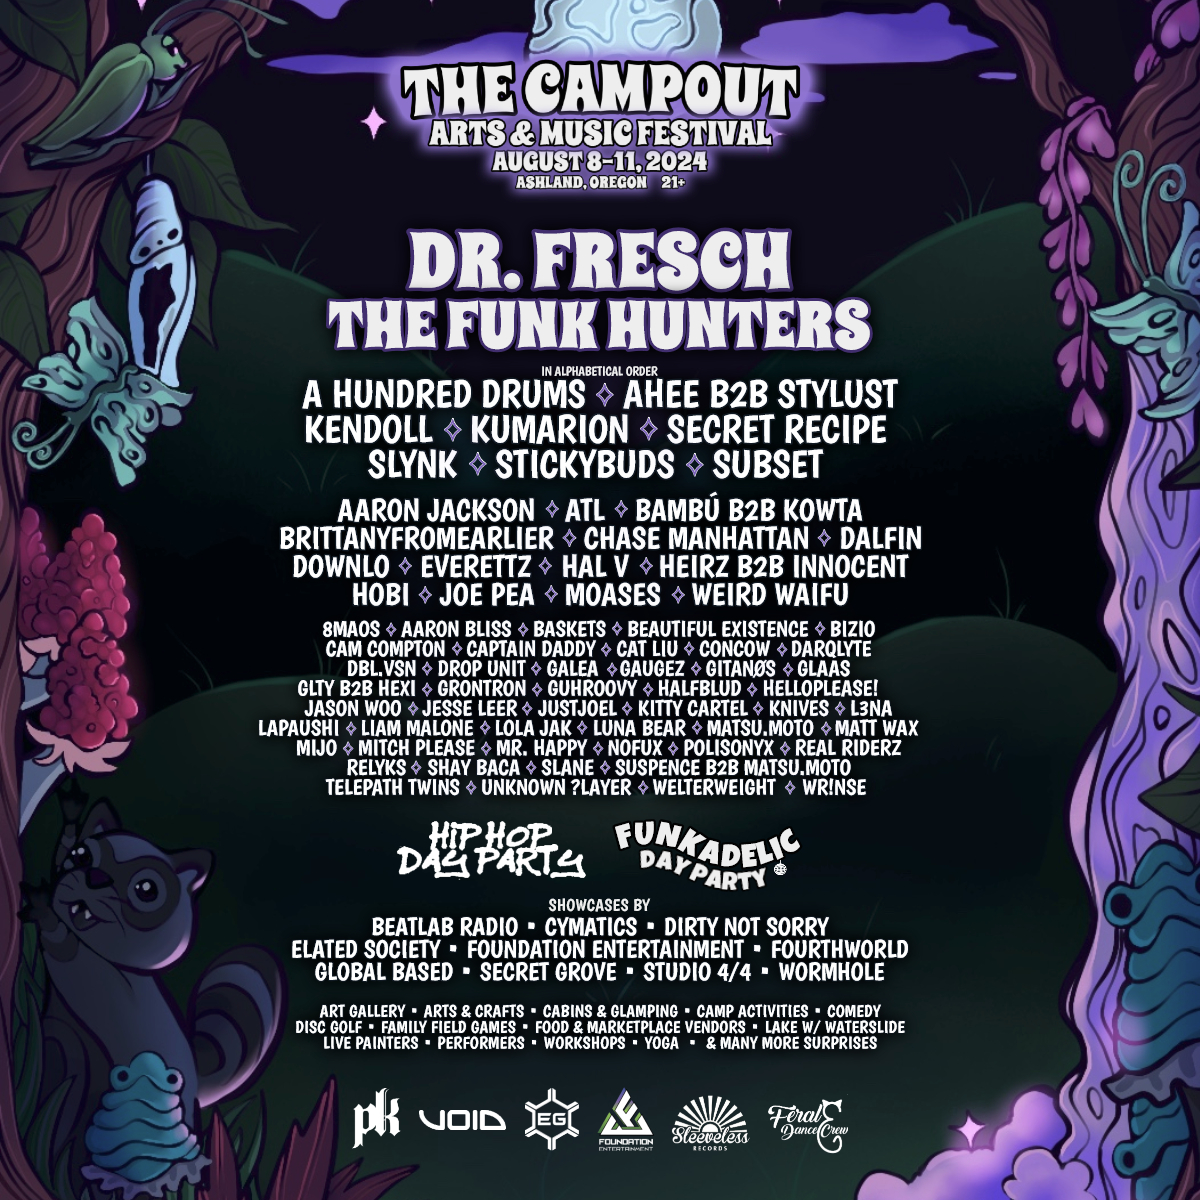 THE CAMPOUT
ARTS & MUSIC FESTIVAL
AUGUST 8-11, 2024
ASHLAND, OREGON 21+
DR. FRESCH
THE FUNK HUNTERS
IN ALPHABETICAL ORDER
A HUNDRED DRUMS ✧ AHEE B2B STYLUST
KENDOLL ✧ KUMARION ✧ SECRET RECIPE
SLYNK ✧ STICKYBUDS ✧ SUBSET
AARON JACKSON ✧ ATL ✧ BAMBÚ B2B KOWTA
BRITTANYFROMEARLIER ✧ CHASE MANHATTAN ✧ DALFIN
DOWNLO ✧ EVERETTZ ✧ HAL V ✧ HEIRZ B2B INNOCENT
HOBI ✧ JOE PEA ✧ MOASES ✧ WEIRD WAIFU
8MAOS ✧ AARON BLISS ✧ BASKETS ✧ BEAUTIFUL EXISTENCE ✧ BIZIO
CAM COMPTON ✧ CAPTAIN DADDY ✧ CAT LIU ✧ CONCOW ✧ DARQLYTE
DBL.VSN ✧ DROP UNIT ✧ GALEA ✧ GAUGEZ ✧ GITANØS ✧ GLAAS
GLTY B2B HEXI ✧ GRONTRON ✧ GUHROOVY ✧ HALFBLUD ✧ HELLOPLEASE!
JASON WOO ✧ JESSE LEER ✧ JUSTJOEL ✧ KITTY CARTEL ✧ KNIVES ✧ L3NA
LAPAUSHI ✧ LIAM MALONE ✧ LOLA JAK ✧ LUNA BEAR ✧ MATSU.MOTO ✧ MATT WAX
MIJO ✧ MITCH PLEASE ✧ MR. HAPPY ✧ NOFUX ✧ POLISONYX ✧ REAL RIDERZ
RELYKS ✧ SHAY BACA ✧ SLANE ✧ SUSPENCE B2B MATSU.MOTO
TELEPATH TWINS ✧ UNKNOWN ?LAYER ✧ WELTERWEIGHT ✧ WR!NSE
HIP HOP
DAY PARTY
FUNKADELIC
DAY PARTY
SHOWCASES BY
BEATLAB RADIO ▪ CYMATICS ▪ DIRTY NOT SORRY
ELATED SOCIETY ▪ FOUNDATION ENTERTAINMENT ▪ FOURTHWORLD
GLOBAL BASED ▪ SECRET GROVE ▪ STUDIO 4/4 ▪ WORMHOLE
ART GALLERY ▪ ARTS & CRAFTS ▪ CABINS & GLAMPING ▪ CAMP ACTIVITIES ▪ COMEDY
DISC GOLF ▪ FAMILY FIELD GAMES ▪ FOOD & MARKETPLACE VENDORS ▪ LAKE W/ WATERSLIDE
LIVE PAINTERS ▪ PERFORMERS ▪ WORKSHOPS ▪ YOGA ▪ & MANY MORE SURPRISES
pk
VOID
EG
FOUNDATION
ENTERTAINMENT
Sleeveless
RECORDS
Feral
Dance Crew